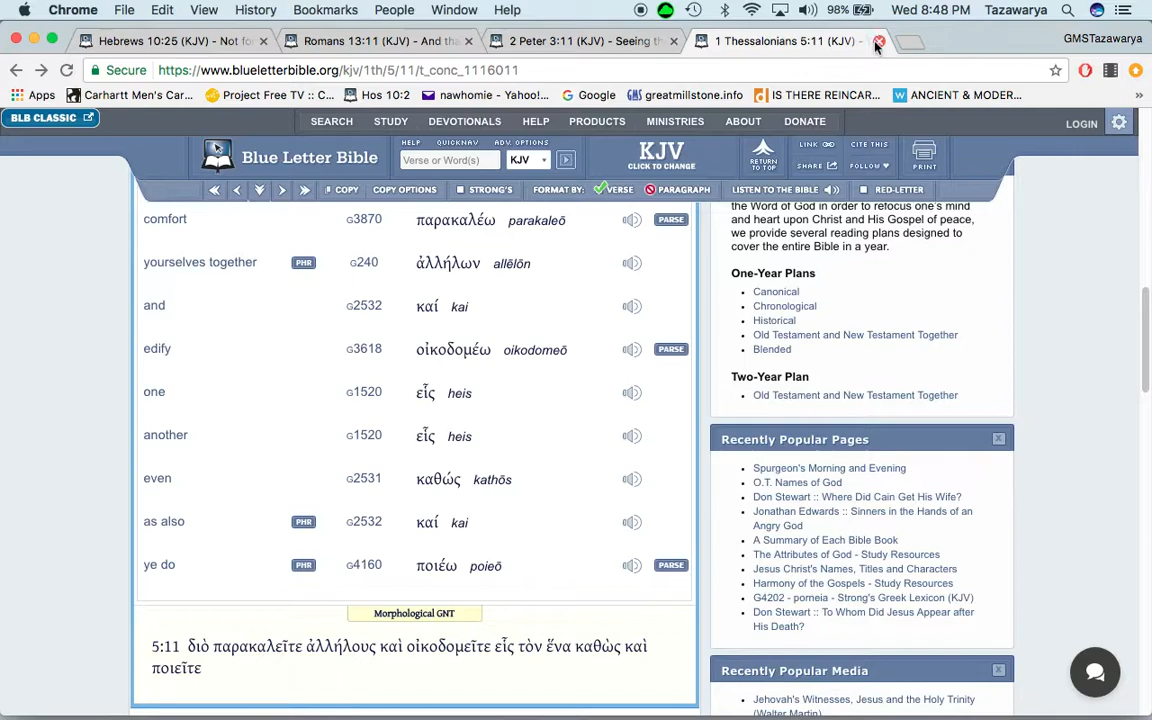 Chrome File Edit View History Bookmarks People Window Help 98% Wed 8:48 PM Tazawarya
Hebrews 10:25 (KJV) - Not fo Romans 13:11 (KJV) - And tha 2 Peter 3:11 (KJV) - Seeing th 1 Thessalonians 5:11 (KJV) - GMSTazawarya
Secure https://www.blueletterbible.org/kjv/1th/5/11/t_conc_1116011
Apps Carhartt Men's Car... Project Free TV :: C... Hos 10:2 nawhomie - Yahoo!... Google greatmillstone.info IS THERE REINCAR... ANCIENT & MODER... »
BLB CLASSIC SEARCH STUDY DEVOTIONALS HELP PRODUCTS MINISTRIES ABOUT DONATE LOGIN
Blue Letter Bible HELP QUICKNAV ADV. OPTIONS Verse or Word(s) KJV KJV CLICK TO CHANGE RETURN TO TOP LINK CITE THIS SHARE FOLLOW PRINT
COPY COPY OPTIONS STRONG'S FORMAT BY: VERSE PARAGRAPH LISTEN TO THE BIBLE RED-LETTER
comfort G3870 παρακαλέω parakaleō PARSE
yourselves together PHR G240 ἀλλήλων allēlōn
and G2532 καί kai
edify G3618 οἰκοδομέω oikodomeō PARSE
one G1520 εἷς heis
another G1520 εἷς heis
even G2531 καθώς kathōs
as also PHR G2532 καί kai
ye do PHR G4160 ποιέω poieō PARSE
Morphological GNT
5:11 διὸ παρακαλεῖτε ἀλλήλους καὶ οἰκοδομεῖτε εἷς τὸν ἕνα καθὼς καὶ
ποιεῖτε
the Word of God in order to refocus one's mind
and heart upon Christ and His Gospel of peace,
we provide several reading plans designed to
cover the entire Bible in a year.
One-Year Plans
Canonical
Chronological
Historical
Old Testament and New Testament Together
Blended
Two-Year Plan
Old Testament and New Testament Together
Recently Popular Pages
Spurgeon's Morning and Evening
O.T. Names of God
Don Stewart :: Where Did Cain Get His Wife?
Jonathan Edwards :: Sinners in the Hands of an
Angry God
A Summary of Each Bible Book
The Attributes of God - Study Resources
Jesus Christ's Names, Titles and Characters
Harmony of the Gospels - Study Resources
G4202 - porneia - Strong's Greek Lexicon (KJV)
Don Stewart :: To Whom Did Jesus Appear after
His Death?
Recently Popular Media
Jehovah's Witnesses, Jesus and the Holy Trinity
(Walter Martin)